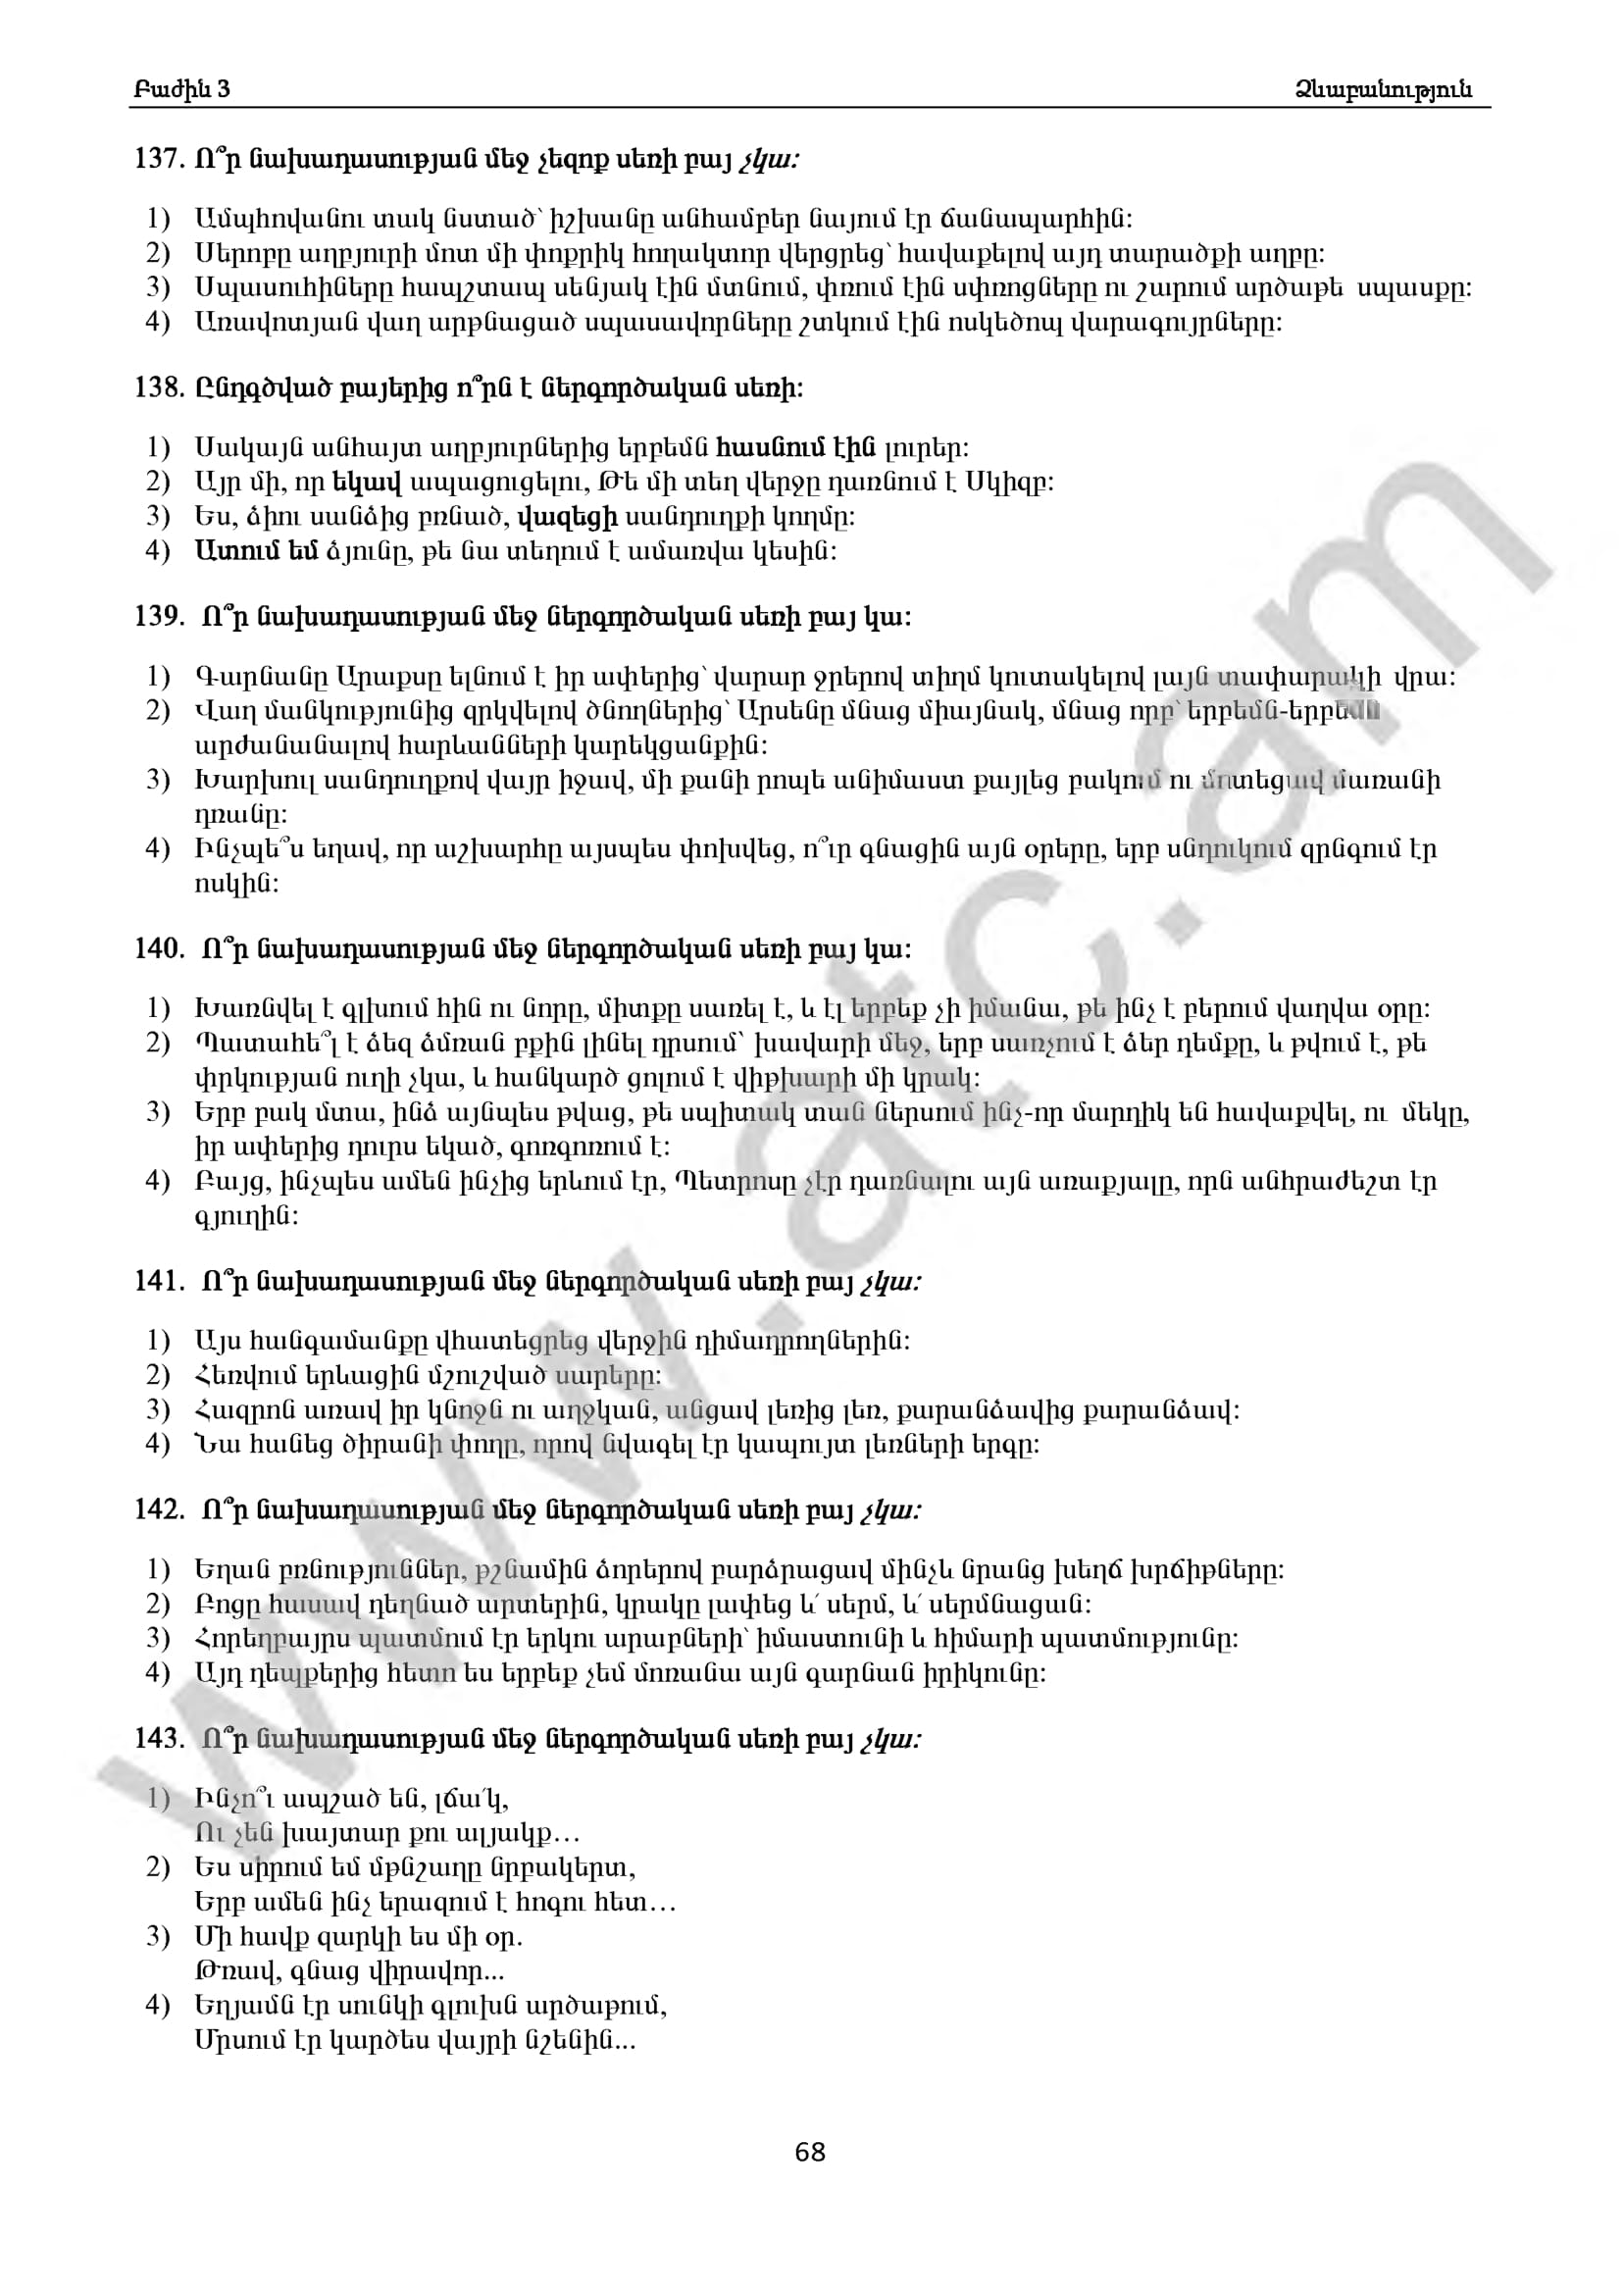 Բաժին 3 Ձևաբանություն
137. Ո՞ր նախադասության մեջ չեզոք սեռի բայ չկա:
1) Ամպհովանու տակ նստած՝ իշխանը անհամբեր նայում էր ճանապարհին:
2) Սերոբը աղբյուրի մոտ մի փոքրիկ հողակտոր վերցրեց՝ հավաքելով այդ տարածքի աղբը:
3) Սպասուհիները հապշտապ սենյակ էին մտնում, փռում էին սփռոցները ու շարում արծաթե սպասքը:
4) Առավոտյան վաղ արթնացած սպասավորները շտկում էին ոսկեծոպ վարագույրները:
138. Ընդգծված բայերից ո՞րն է ներգործական սեռի:
1) Սակայն անհայտ աղբյուրներից երբեմն հասնում էին լուրեր:
2) Այր մի, որ եկավ ապացուցելու, Թե մի տեղ վերջը դառնում է Սկիզբ:
3) Ես, ձիու սանձից բռնած, վազեցի սանդուղքի կողմը:
4) Ատում եմ ձյունը, թե նա տեղում է ամառվա կեսին:
139. Ո՞ր նախադասության մեջ ներգործական սեռի բայ կա:
1) Գարնանը Արաքսը ելնում է իր ափերից՝ վարար ջրերով տիղմ կուտակելով լայն տափարակի վրա:
2) Վաղ մանկությունից զրկվելով ծնողներից՝ Արսենը մնաց միայնակ, մնաց որբ՝ երբեմն-երբեմն
արժանանալով հարևանների կարեկցանքին:
3) Խարխուլ սանդուղքով վայր իջավ, մի քանի րոպե անիմաստ քայլեց բակում ու մոտեցավ մառանի
դռանը:
4) Ինչպե՞ս եղավ, որ աշխարհը այսպես փոխվեց, ո՞ւր գնացին այն օրերը, երբ սնդուկում զրնգում էր
ոսկին:
140. Ո՞ր նախադասության մեջ ներգործական սեռի բայ կա:
1) Խառնվել է գլխում հին ու նորը, միտքը սառել է, և էլ երբեք չի իմանա, թե ինչ է բերում վաղվա օրը:
2) Պատահե՞լ է ձեզ ձմռան բքին լինել դրսում՝ խավարի մեջ, երբ սառչում է ձեր դեմքը, և թվում է, թե
փրկության ուղի չկա, և հանկարծ ցոլում է վիթխարի մի կրակ:
3) Երբ բակ մտա, ինձ այնպես թվաց, թե սպիտակ տան ներսում ինչ-որ մարդիկ են հավաքվել, ու մեկը,
իր ափերից դուրս եկած, գոռգոռում է:
4) Բայց, ինչպես ամեն ինչից երևում էր, Պետրոսը չէր դառնալու այն առաքյալը, որն անհրաժեշտ էր
գյուղին:
141. Ո՞ր նախադասության մեջ ներգործական սեռի բայ չկա:
1) Այս հանգամանքը վհատեցրեց վերջին դիմադրողներին:
2) Հեռվում երևացին մշուշված սարերը:
3) Հազրոն առավ իր կնոջն ու աղջկան, անցավ լեռից լեռ, քարանձավից քարանձավ:
4) Նա հանեց ծիրանի փողը, որով նվագել էր կապույտ լեռների երգը:
142. Ո՞ր նախադասության մեջ ներգործական սեռի բայ չկա:
1) Եղան բռնություններ, թշնամին ձորերով բարձրացավ մինչև նրանց խեղճ խրճիթները:
2) Բոցը հասավ դեղնած արտերին, կրակը լափեց և՛ սերմ, և՛ սերմնացան:
3) Հորեղբայրս պատմում էր երկու արաբների՝ իմաստունի և հիմարի պատմությունը:
4) Այդ դեպքերից հետո ես երբեք չեմ մոռանա այն գարնան իրիկունը:
143. Ո՞ր նախադասության մեջ ներգործական սեռի բայ չկա:
1) Ինչո՞ւ ապշած են, լճա՛կ,
Ու չեն խայտար քու ալյակք…
2) Ես սիրում եմ մթնշաղը նրբակերտ,
Երբ ամեն ինչ երազում է հոգու հետ…
3) Մի հավք զարկի ես մի օր.
Թռավ, գնաց վիրավոր...
4) Եղյամն էր սունկի գլուխն արծաթում,
Մրսում էր կարծես վայրի նշենին...
68
www.atc.am